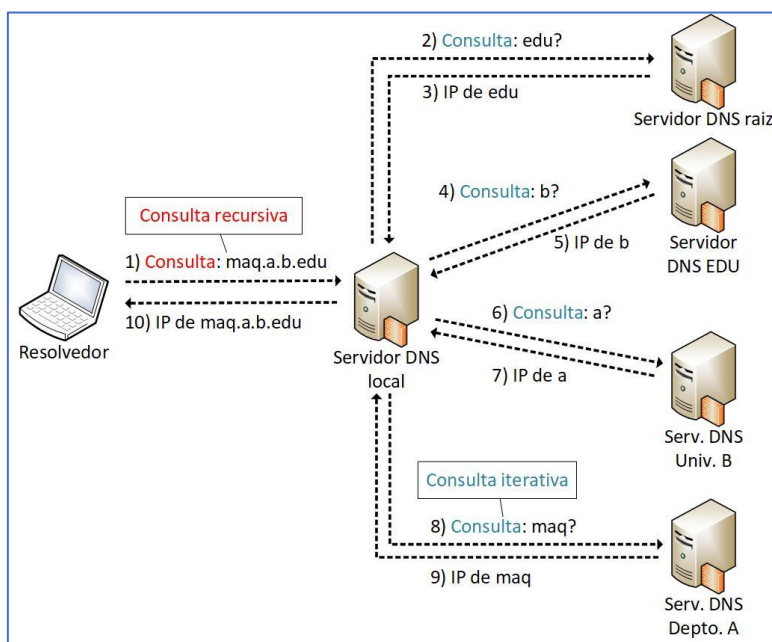 2) Consulta: edu?
3) IP de edu
Servidor DNS raiz
4) Consulta: b?
5) IP de b
Servidor
DNS EDU
Consulta recursiva
1) Consulta: maq.a.b.edu
10) IP de maq.a.b.edu
Resolvedor
Servidor DNS
local
6) Consulta: a?
7) IP de a
Serv. DNS
Univ. B
Consulta iterativa
8) Consulta: maq?
9) IP de maq
Serv. DNS
Depto. A